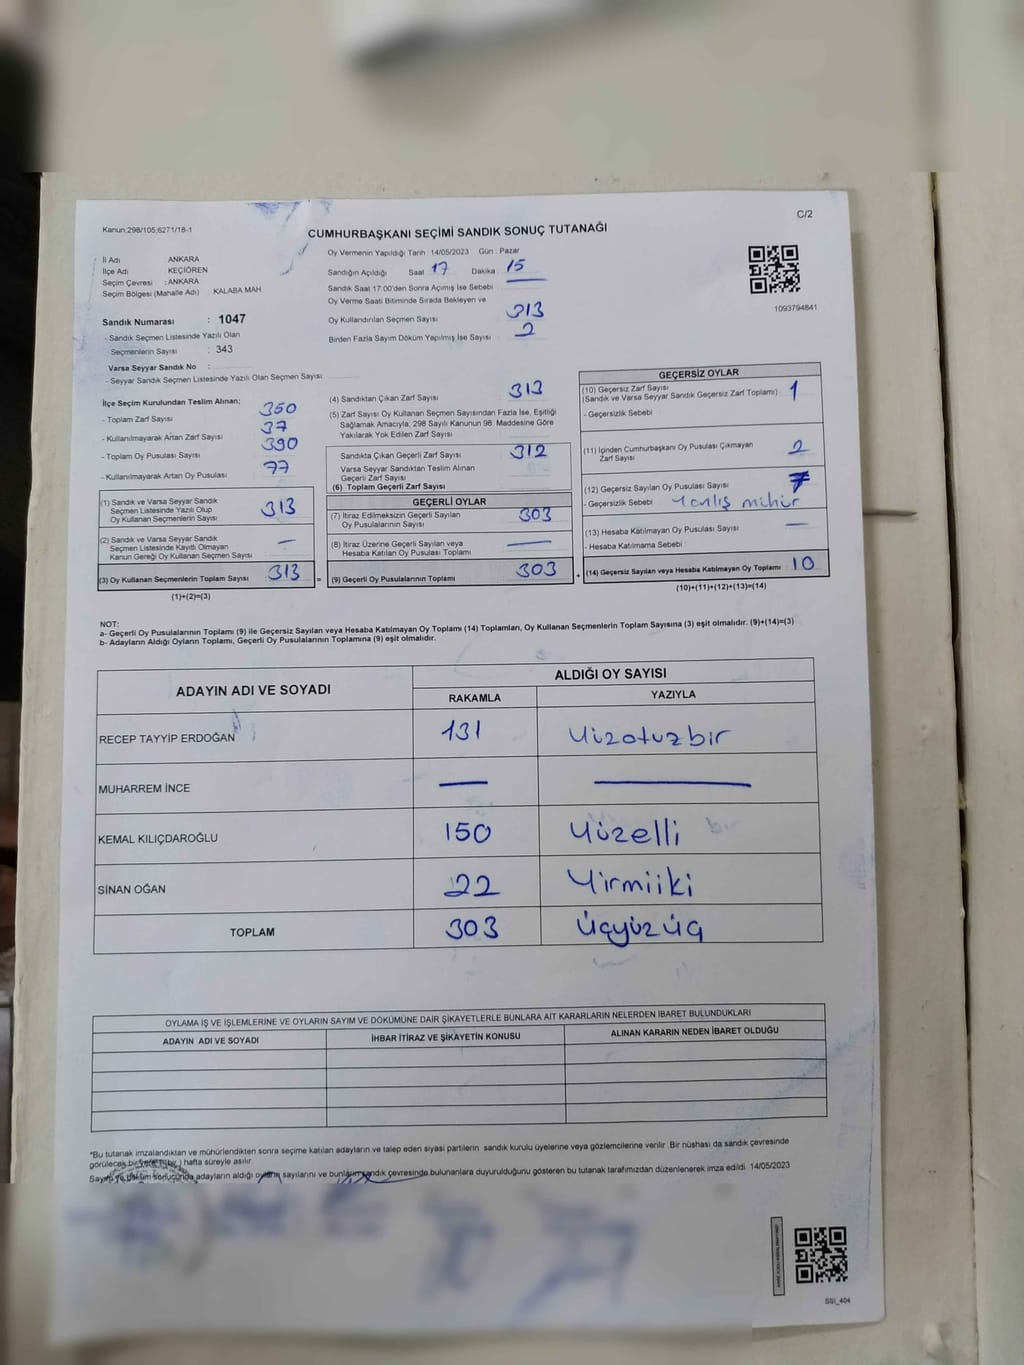 C/2
Kanun:298/105;6271/18-1
CUMHURBAŞKANI SEÇİMİ SANDIK SONUÇ TUTANAĞI
İl Adı ANKARA
İlçe Adı KEÇİÖREN
Seçim Çevresi : ANKARA
Seçim Bölgesi (Mahalle Adı) : KALABA MAH
Sandık Numarası : 1047
- Sandık Seçmen Listesinde Yazılı Olan
Seçmenlerin Sayısı : 343
Varsa Seyyar Sandık No :
- Seyyar Sandık Seçmen Listesinde Yazılı Olan Seçmen Sayısı:
Oy Vermenin Yapıldığı Tarih :14/05/2023 Gün : Pazar
Sandığın Açıldığı Saat 17 Dakika : 15
Sandık Saat 17:00'den Sonra Açımış İse Sebebi
Oy Verme Saati Bitiminde Sırada Bekleyen ve
Oy Kullandırılan Seçmen Sayısı 313
Birden Fazla Sayım Döküm Yapılmış İse Sayısı : 2
1093794841
İlçe Seçim Kurulundan Teslim Alınan;
- Toplam Zarf Sayısı 350
- Kullanılmayarak Artan Zarf Sayısı 37
- Toplam Oy Pusulası Sayısı 390
- Kullanılmayarak Artan Oy Pusulası 77
(1) Sandık ve Varsa Seyyar Sandık
Seçmen Listesinde Yazılı Olup
Oy Kullanan Seçmenlerin Sayısı 313
(2) Sandık ve Varsa Seyyar Sandık
Seçmen Listesinde Kayıtlı Olmayan
Kanun Gereği Oy Kullanan Seçmen Sayısı —
(3) Oy Kullanan Seçmenlerin Toplam Sayısı 313 =
(1)+(2)=(3)
(4) Sandıktan Çıkan Zarf Sayısı 313
(5) Zarf Sayısı Oy Kullanan Seçmen Sayısından Fazla İse, Eşitliği
Sağlamak Amacıyla; 298 Sayılı Kanunun 98. Maddesine Göre
Yakılarak Yok Edilen Zarf Sayısı
Sandıkta Çıkan Geçerli Zarf Sayısı 312
Varsa Seyyar Sandıktan Teslim Alınan
Geçerli Zarf Sayısı
(6) Toplam Geçerli Zarf Sayısı
GEÇERLİ OYLAR
(7) İtiraz Edilmeksizin Geçerli Sayılan
Oy Pusulalarının Sayısı 303
(8) İtiraz Üzerine Geçerli Sayılan veya
Hesaba Katılan Oy Pusulası Toplamı —
(9) Geçerli Oy Pusulalarının Toplamı 303 +
GEÇERSİZ OYLAR
(10) Geçersiz Zarf Sayısı
(Sandık ve Varsa Seyyar Sandık Geçersiz Zarf Toplamı) 1
- Geçersizlik Sebebi
(11) İçinden Cumhurbaşkanı Oy Pusulası Çıkmayan
Zarf Sayısı 2
(12) Geçersiz Sayılan Oy Pusulası Sayısı 7
- Geçersizlik Sebebi Yanlış mühür
(13) Hesaba Katılmayan Oy Pusulası Sayısı —
- Hesaba Katılmama Sebebi :
(14) Geçersiz Sayılan veya Hesaba Katılmayan Oy Toplamı 10
(10)+(11)+(12)+(13)=(14)
NOT:
a- Geçerli Oy Pusulalarının Toplamı (9) ile Geçersiz Sayılan veya Hesaba Katılmayan Oy Toplamı (14) Toplamları, Oy Kullanan Seçmenlerin Toplam Sayısına (3) eşit olmalıdır. (9)+(14)=(3)
b- Adayların Aldığı Oyların Toplamı, Geçerli Oy Pusulalarının Toplamına (9) eşit olmalıdır.
ADAYIN ADI VE SOYADI ALDIĞI OY SAYISI
RAKAMLA YAZIYLA
RECEP TAYYİP ERDOĞAN 131 Yüzotuzbir
MUHARREM İNCE — —
KEMAL KILIÇDAROĞLU 150 Yüzelli
SİNAN OĞAN 22 Yirmiiki
TOPLAM 303 Üçyüzüç
OYLAMA İŞ VE İŞLEMLERİNE VE OYLARIN SAYIM VE DÖKÜMÜNE DAİR ŞİKAYETLERLE BUNLARA AİT KARARLARIN NELERDEN İBARET BULUNDUKLARI
ADAYIN ADI VE SOYADI İHBAR İTİRAZ VE ŞİKAYETİN KONUSU ALINAN KARARIN NEDEN İBARET OLDUĞU
*Bu tutanak imzalandıktan ve mühürlendikten sonra seçime katılan adayların ve talep eden siyasi partilerin sandık kurulu üyelerine veya gözlemcilerine verilir. Bir nüshası da sandık çevresinde
görülecek bir yere 1(bir) hafta süreyle asılır.
Sayım ve döküm sonucunda adayların aldığı oyların sayılarını ve bunların sandık çevresinde bulunanlara duyurulduğunu gösteren bu tutanak tarafımızdan düzenlenerek imza edildi. 14/05/2023
SSI_404